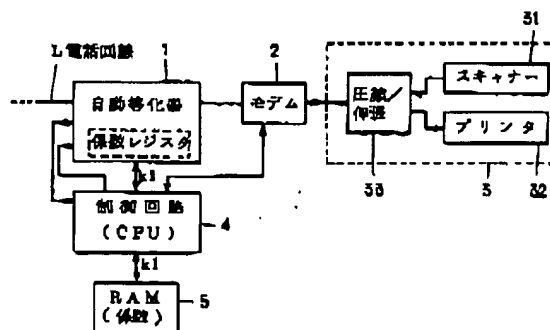 31
L 電話回線
1
2
スキャナー
自動等化器
モデム
圧縮/
伸張
プリンタ
係数レジスタ
33
3
32
k1
制御回路
(CPU)
4
k1
RAM
(係数)
5